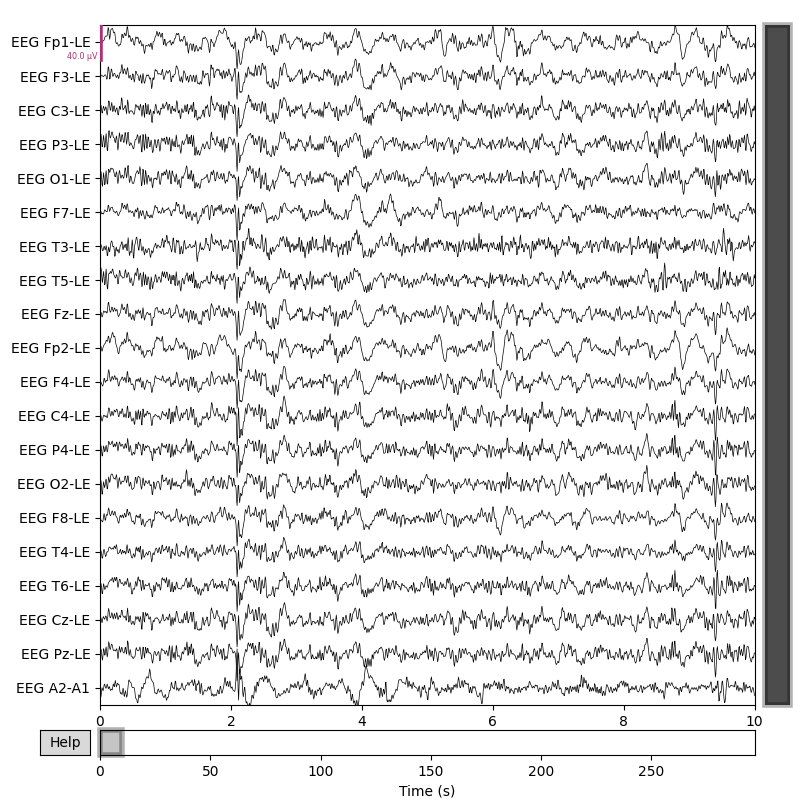 EEG Fp1-LE
40.0 µV
EEG F3-LE
EEG C3-LE
EEG P3-LE
EEG O1-LE
EEG F7-LE
EEG T3-LE
EEG T5-LE
EEG Fz-LE
EEG Fp2-LE
EEG F4-LE
EEG C4-LE
EEG P4-LE
EEG O2-LE
EEG F8-LE
EEG T4-LE
EEG T6-LE
EEG Cz-LE
EEG Pz-LE
EEG A2-A1
0 2 4 6 8 10
Help
0 50 100 150 200 250
Time (s)